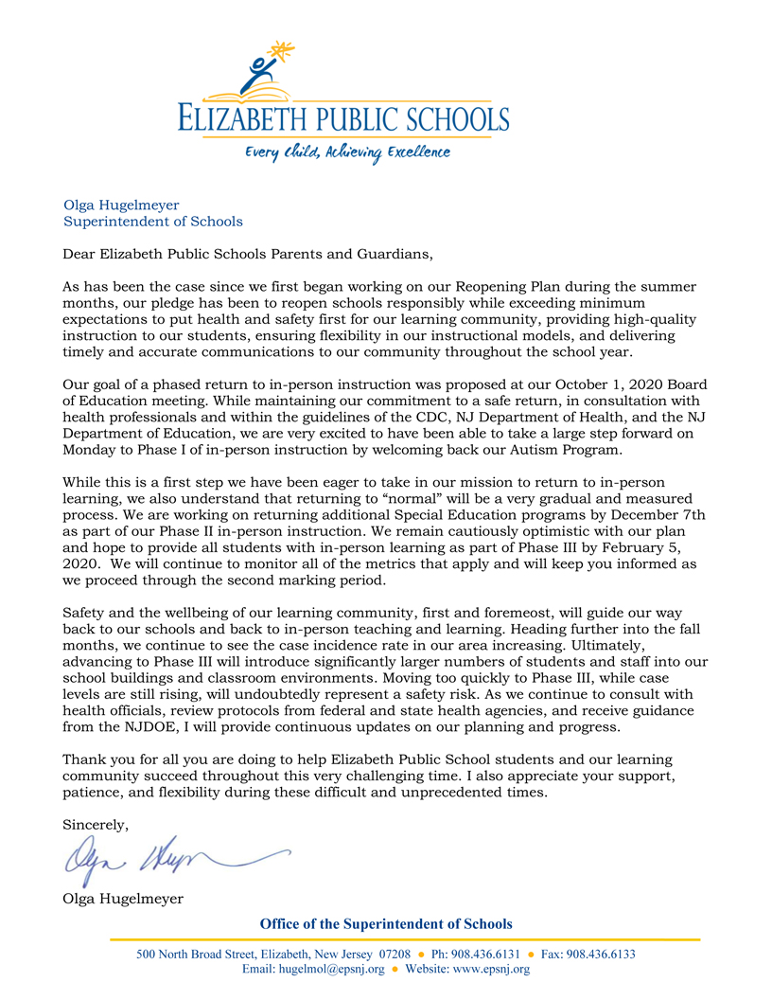 ELIZABETH PUBLIC SCHOOLS
Every Child, Achieving Excellence
Olga Hugelmeyer
Superintendent of Schools
Dear Elizabeth Public Schools Parents and Guardians,
As has been the case since we first began working on our Reopening Plan during the summer
months, our pledge has been to reopen schools responsibly while exceeding minimum
expectations to put health and safety first for our learning community, providing high-quality
instruction to our students, ensuring flexibility in our instructional models, and delivering
timely and accurate communications to our community throughout the school year.
Our goal of a phased return to in-person instruction was proposed at our October 1, 2020 Board
of Education meeting. While maintaining our commitment to a safe return, in consultation with
health professionals and within the guidelines of the CDC, NJ Department of Health, and the NJ
Department of Education, we are very excited to have been able to take a large step forward on
Monday to Phase I of in-person instruction by welcoming back our Autism Program.
While this is a first step we have been eager to take in our mission to return to in-person
learning, we also understand that returning to “normal” will be a very gradual and measured
process. We are working on returning additional Special Education programs by December 7th
as part of our Phase II in-person instruction. We remain cautiously optimistic with our plan
and hope to provide all students with in-person learning as part of Phase III by February 5,
2020.  We will continue to monitor all of the metrics that apply and will keep you informed as
we proceed through the second marking period.
Safety and the wellbeing of our learning community, first and foremeost, will guide our way
back to our schools and back to in-person teaching and learning. Heading further into the fall
months, we continue to see the case incidence rate in our area increasing. Ultimately,
advancing to Phase III will introduce significantly larger numbers of students and staff into our
school buildings and classroom environments. Moving too quickly to Phase III, while case
levels are still rising, will undoubtedly represent a safety risk. As we continue to consult with
health officials, review protocols from federal and state health agencies, and receive guidance
from the NJDOE, I will provide continuous updates on our planning and progress.
Thank you for all you are doing to help Elizabeth Public School students and our learning
community succeed throughout this very challenging time. I also appreciate your support,
patience, and flexibility during these difficult and unprecedented times.
Sincerely,
Olga Hugelmeyer
Office of the Superintendent of Schools
500 North Broad Street, Elizabeth, New Jersey  07208 ● Ph: 908.436.6131 ● Fax: 908.436.6133
Email: hugelmol@epsnj.org ● Website: www.epsnj.org